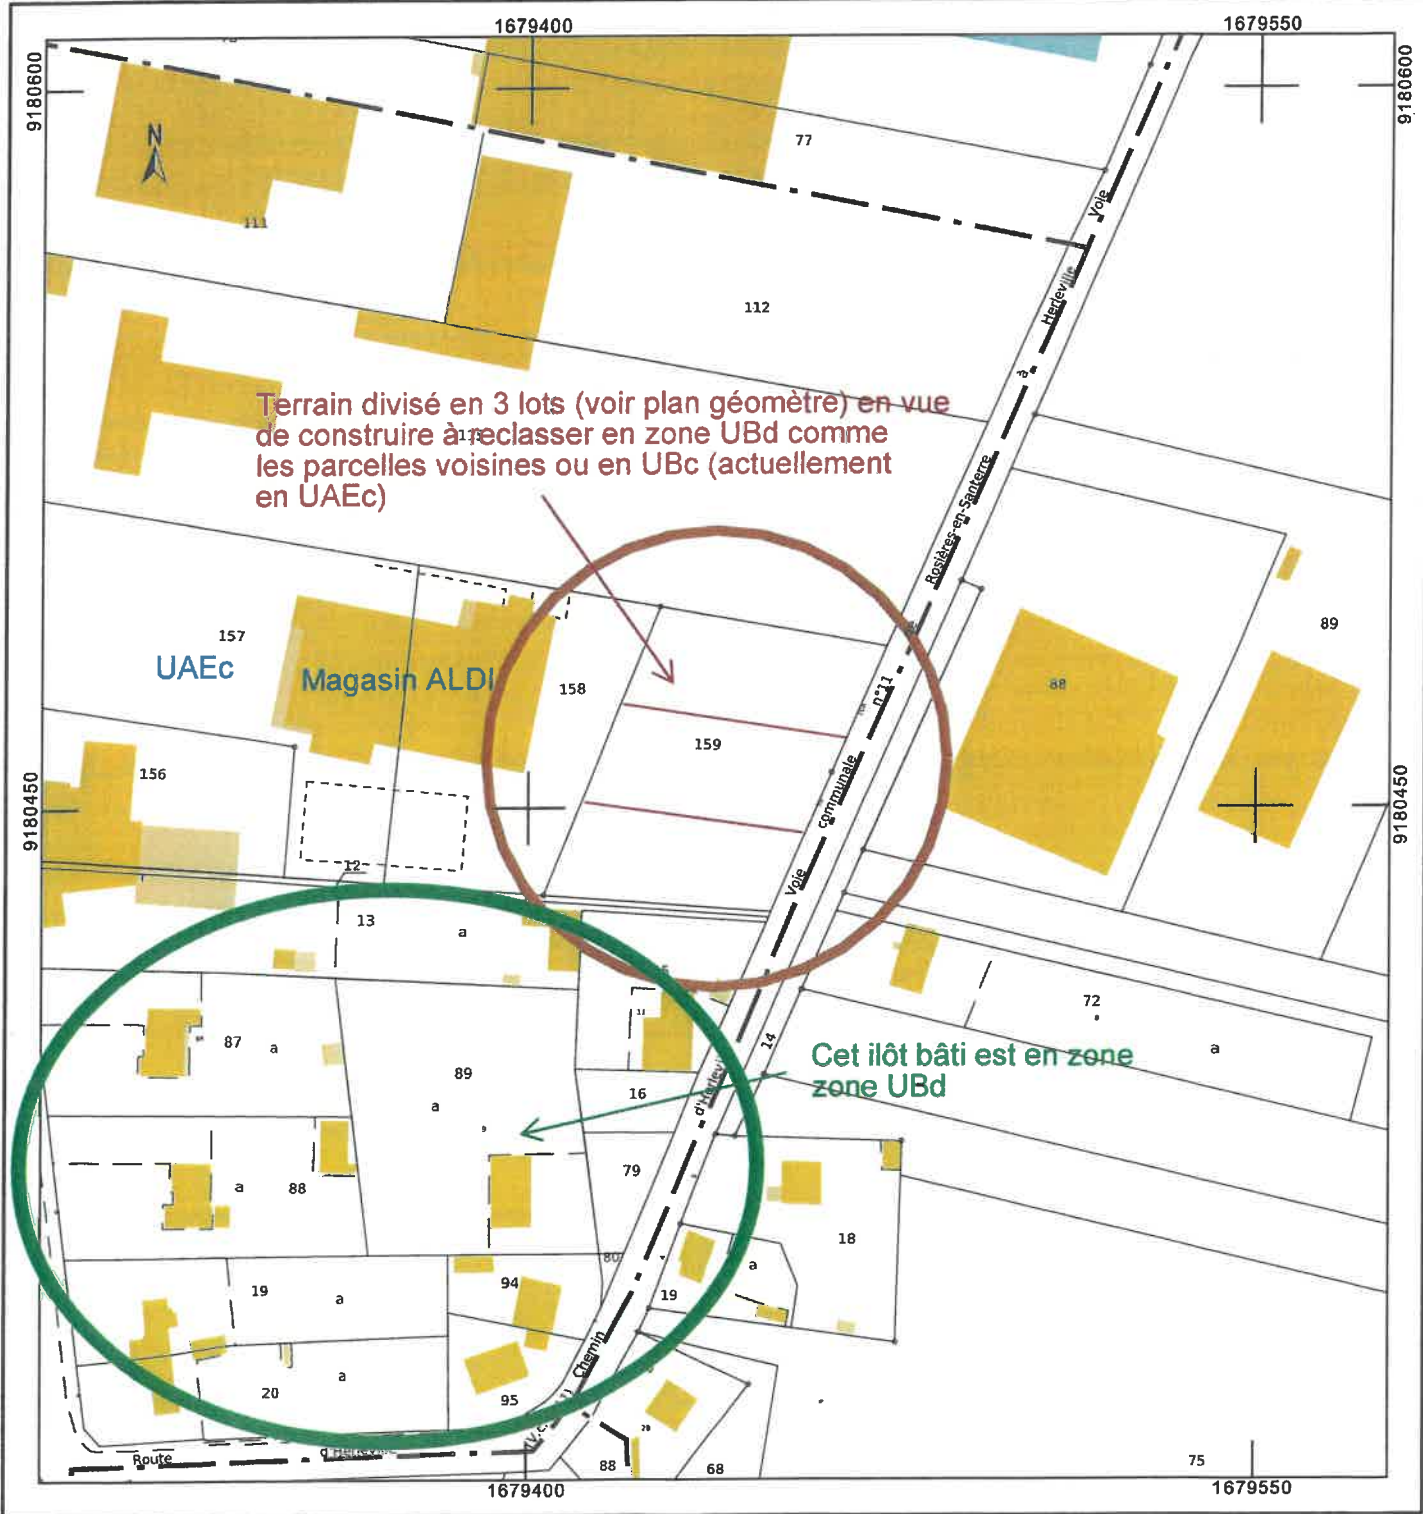 1679400
1679550
9180600
9180600
N
77
Voie
111
112
Herleville
à
Terrain divisé en 3 lots (voir plan géomètre) en vue
de construire à reclasser en zone UBd comme
les parcelles voisines ou en UBc (actuellement
en UAEc)
Rosières-en-Santerre
157
158
89
UAEc
Magasin ALDI
88
n°11
159
156
communale
9180450
9180450
Voie
12
13
a
72
a
14
87
a
89
a
16
Cet ilôt bâti est en zone
zone UBd
d'Herlevil
79
a
88
18
80
a
19
a
94
19
Chemin
20
a
95
28
Route
d'Herleville
88
68
75
1679400
1679550